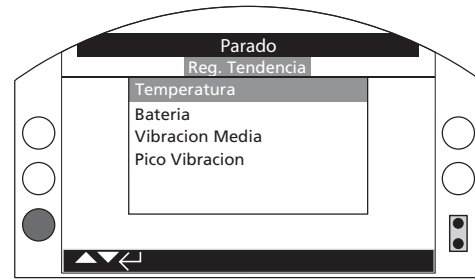 Parado
Reg. Tendencia
Temperatura
Bateria
Vibracion Media
Pico Vibracion